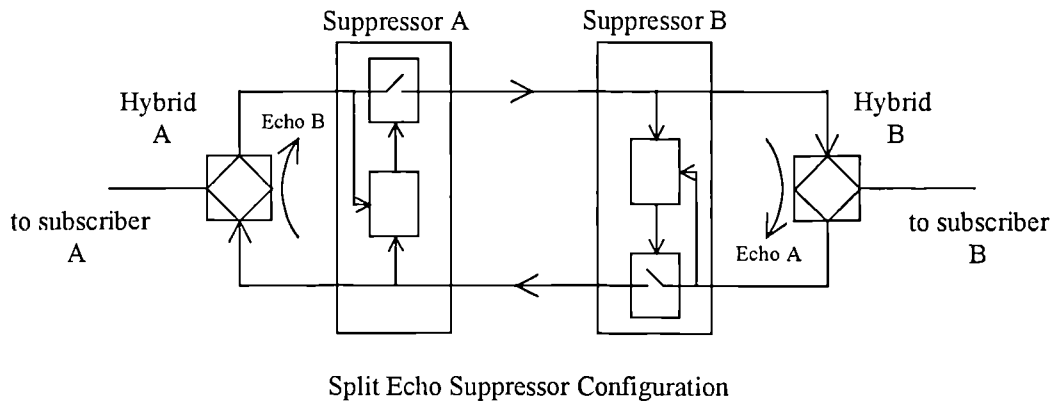 Suppressor A
Suppressor B
Hybrid
A
Echo B
Hybrid
B
to subscriber
A
Echo A
to subscriber
B
Split Echo Suppressor Configuration